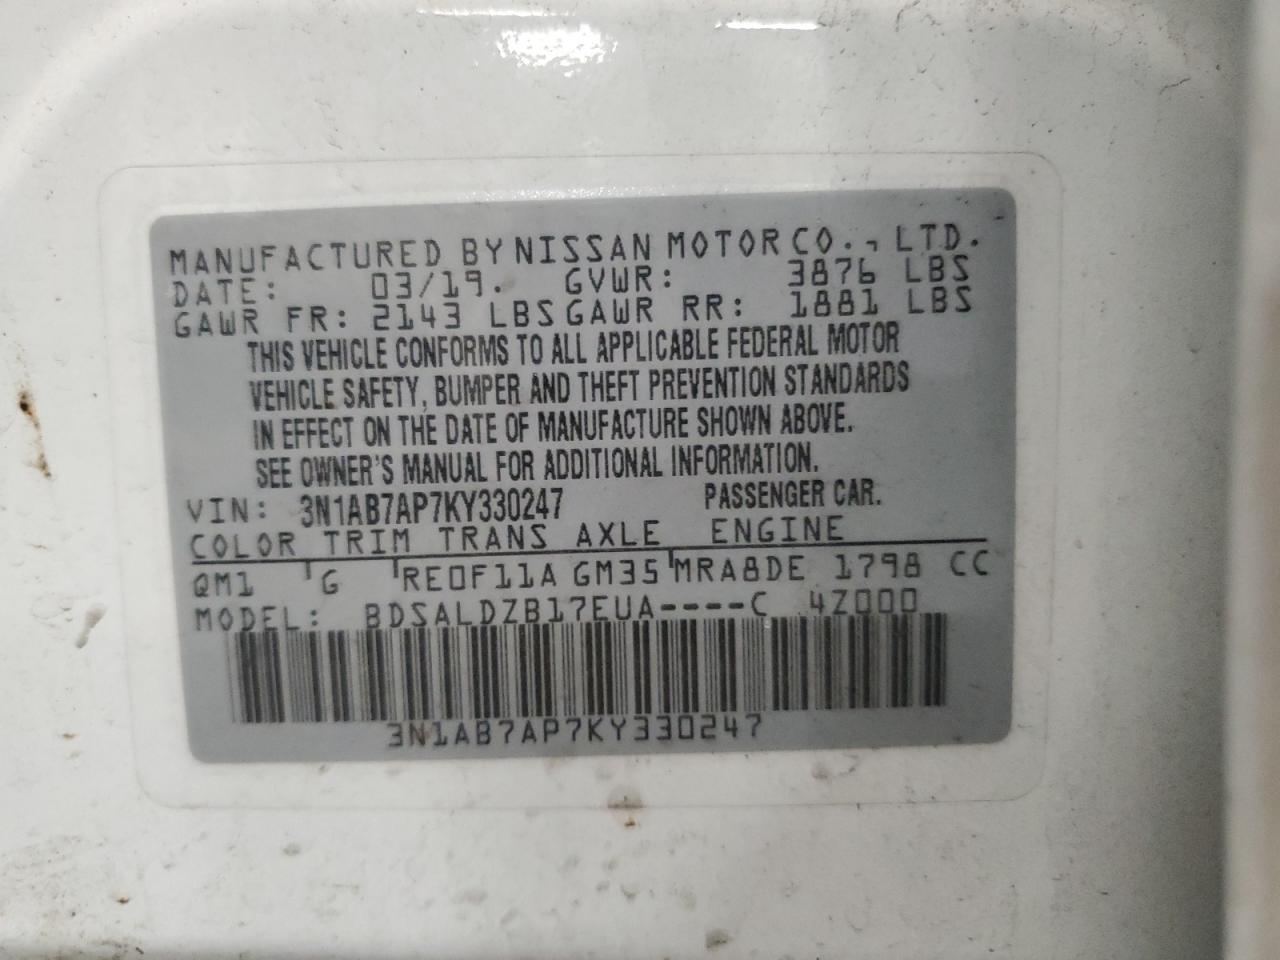 MANUFACTURED BY NISSAN MOTOR CO., LTD.
DATE: 03/19. GVWR: 3876 LBS
GAWR FR: 2143 LBS GAWR RR: 1881 LBS
THIS VEHICLE CONFORMS TO ALL APPLICABLE FEDERAL MOTOR
VEHICLE SAFETY, BUMPER AND THEFT PREVENTION STANDARDS
IN EFFECT ON THE DATE OF MANUFACTURE SHOWN ABOVE.
SEE OWNER'S MANUAL FOR ADDITIONAL INFORMATION.
VIN: 3N1AB7AP7KY330247 PASSENGER CAR.
COLOR TRIM TRANS AXLE ENGINE
QM1 G RE0F11A GM35 MRA8DE 1798 CC
MODEL: BDSALDZB17EUA----C 4Z000
3N1AB7AP7KY330247